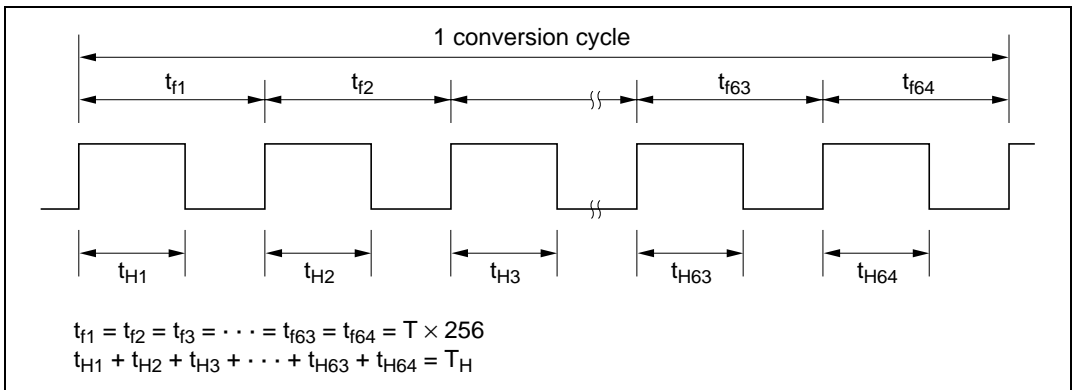 1 conversion cycle
tf1 tf2 tf63 tf64
tH1 tH2 tH3 tH63 tH64
tf1 = tf2 = tf3 = · · · = tf63 = tf64 = T × 256
tH1 + tH2 + tH3 + · · · + tH63 + tH64 = TH